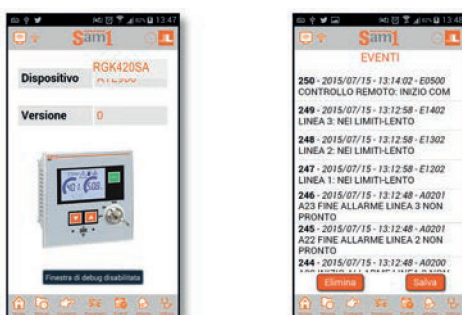 13:47
Sam1
Dispositivo
RGK420SA
Versione
0
Finestra di debug disabilitata
13:48
Sam1
EVENTI
250 - 2015/07/15 - 13:14:02 - E0500
CONTROLLO REMOTO: INIZIO COM
249 - 2015/07/15 - 13:12:58 - E1402
LINEA 3: NEI LIMITI-LENTO
248 - 2015/07/15 - 13:12:58 - E1302
LINEA 2: NEI LIMITI-LENTO
247 - 2015/07/15 - 13:12:58 - E1202
LINEA 1: NEI LIMITI-LENTO
246 - 2015/07/15 - 13:12:48 - A0201
A23 FINE ALLARME LINEA 3 NON
PRONTO
245 - 2015/07/15 - 13:12:48 - A0201
A22 FINE ALLARME LINEA 2 NON
PRONTO
244 - 2015/07/15 - 13:12:48 - A0200
Elimina
Salva